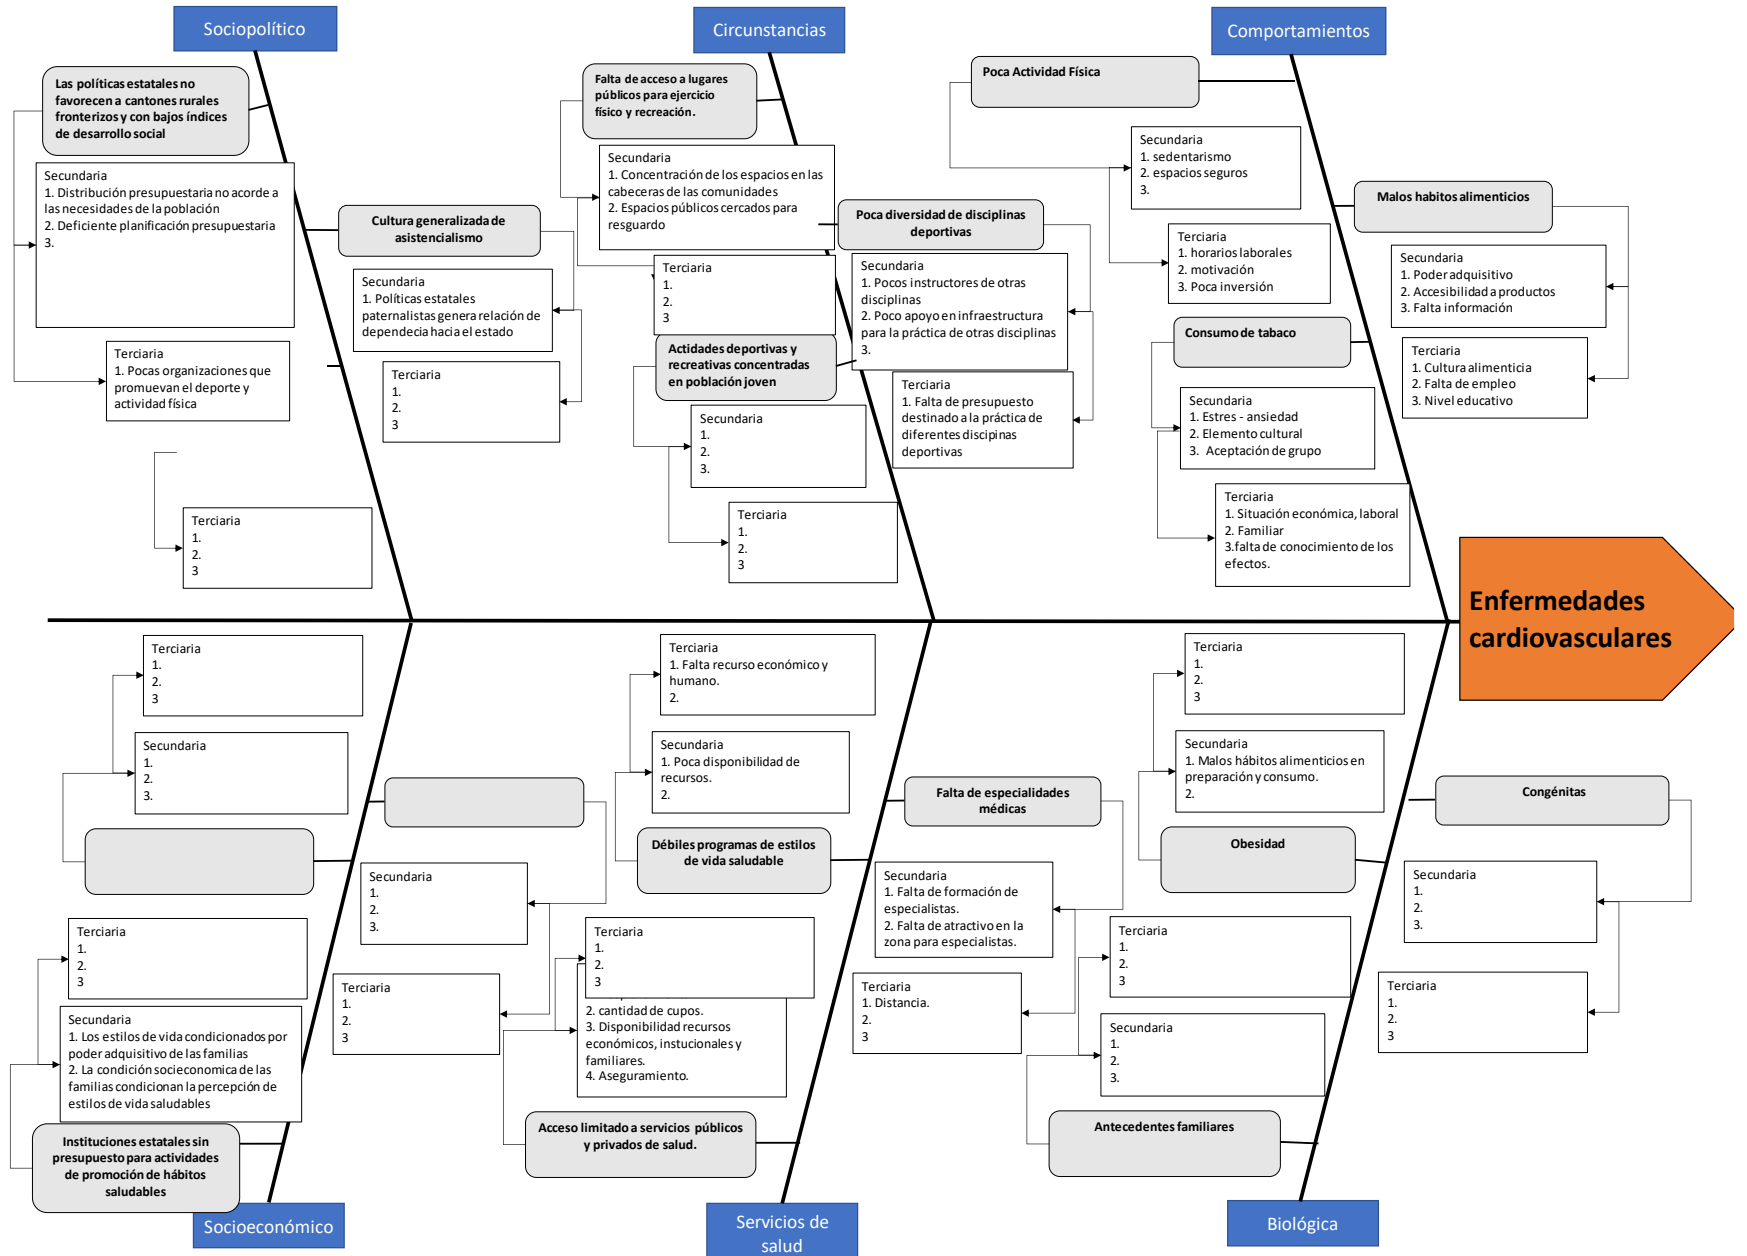 Sociopolítico
Circunstancias
Comportamientos
Las políticas estatales no
favorecen a cantones rurales
fronterizos y con bajos índices
de desarrollo social
Secundaria
1. Distribución presupuestaria no acorde a
las necesidades de la población
2. Deficiente planificación presupuestaria
3.
Terciaria
1. Pocas organizaciones que
promuevan el deporte y
actividad física
Terciaria
1.
2.
3
Cultura generalizada de
asistencialismo
Secundaria
1. Políticas estatales
paternalistas genera relación de
dependecia hacia el estado
Terciaria
1.
2.
3
Falta de acceso a lugares
públicos para ejercicio
físico y recreación.
Secundaria
1. Concentración de los espacios en las
cabeceras de las comunidades
2. Espacios públicos cercados para
resguardo
Terciaria
1.
2.
3
Actidades deportivas y
recreativas concentradas
en población joven
Secundaria
1.
2.
3.
Terciaria
1.
2.
3
Poca diversidad de disciplinas
deportivas
Secundaria
1. Pocos instructores de otras
disciplinas
2. Poco apoyo en infraestructura
para la práctica de otras disciplinas
3.
Terciaria
1. Falta de presupuesto
destinado a la práctica de
diferentes discipinas
deportivas
Poca Actividad Física
Secundaria
1. sedentarismo
2. espacios seguros
3.
Terciaria
1. horarios laborales
2. motivación
3. Poca inversión
Consumo de tabaco
Secundaria
1. Estres - ansiedad
2. Elemento cultural
3. Aceptación de grupo
Terciaria
1. Situación económica, laboral
2. Familiar
3.falta de conocimiento de los
efectos.
Malos habitos alimenticios
Secundaria
1. Poder adquisitivo
2. Accesibilidad a productos
3. Falta información
Terciaria
1. Cultura alimenticia
2. Falta de empleo
3. Nivel educativo
Enfermedades
cardiovasculares
Terciaria
1.
2.
3
Secundaria
1.
2.
3.
Terciaria
1.
2.
3
Secundaria
1. Los estilos de vida condicionados por
poder adquisitivo de las familias
2. La condición socioeconomica de las
familias condicionan la percepción de
estilos de vida saludables
Instituciones estatales sin
presupuesto para actividades
de promoción de hábitos
saludables
Secundaria
1.
2.
3.
Terciaria
1.
2.
3
Terciaria
1. Falta recurso económico y
humano.
2.
Secundaria
1. Poca disponibilidad de
recursos.
2.
Débiles programas de estilos
de vida saludable
Terciaria
1.
2.
3
2. cantidad de cupos.
3. Disponibilidad recursos
económicos, instucionales y
familiares.
4. Aseguramiento.
Acceso limitado a servicios públicos
y privados de salud.
Falta de especialidades
médicas
Secundaria
1. Falta de formación de
especialistas.
2. Falta de atractivo en la
zona para especialistas.
Terciaria
1. Distancia.
2.
3
Terciaria
1.
2.
3
Secundaria
1. Malos hábitos alimenticios en
preparación y consumo.
2.
Obesidad
Terciaria
1.
2.
3
Secundaria
1.
2.
3.
Antecedentes familiares
Congénitas
Secundaria
1.
2.
3.
Terciaria
1.
2.
3
Socioeconómico
Servicios de
salud
Biológica